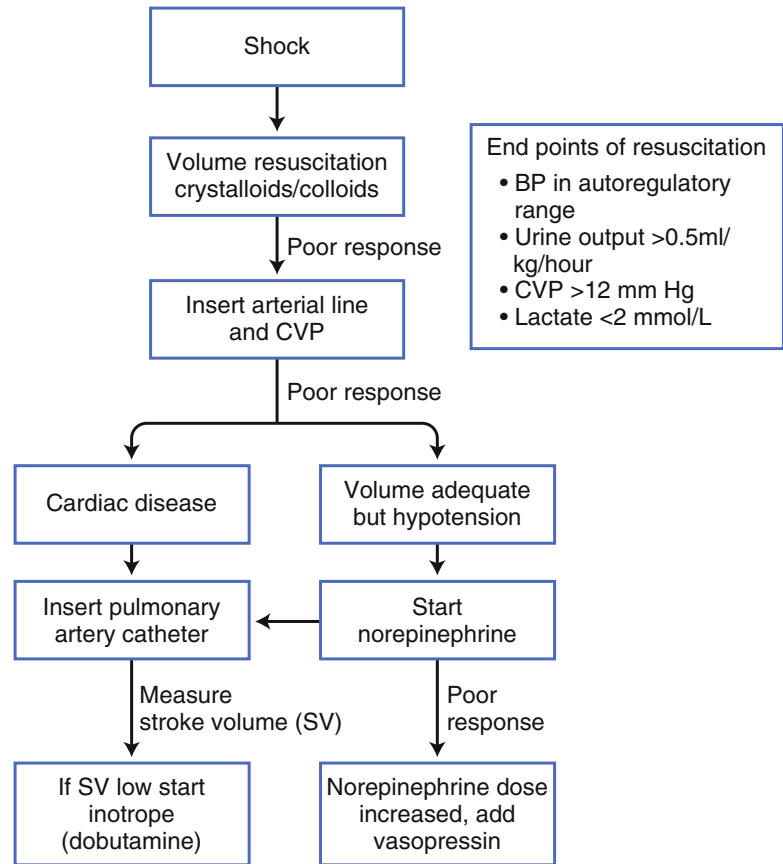 Shock
Volume resuscitation
crystalloids/colloids
Poor response
Insert arterial line
and CVP
Poor response
Cardiac disease
Volume adequate
but hypotension
Insert pulmonary
artery catheter
Start
norepinephrine
Measure
stroke volume (SV)
Poor
response
If SV low start
inotrope
(dobutamine)
Norepinephrine dose
increased, add
vasopressin
End points of resuscitation
• BP in autoregulatory
range
• Urine output >0.5ml/
kg/hour
• CVP >12 mm Hg
• Lactate <2 mmol/L